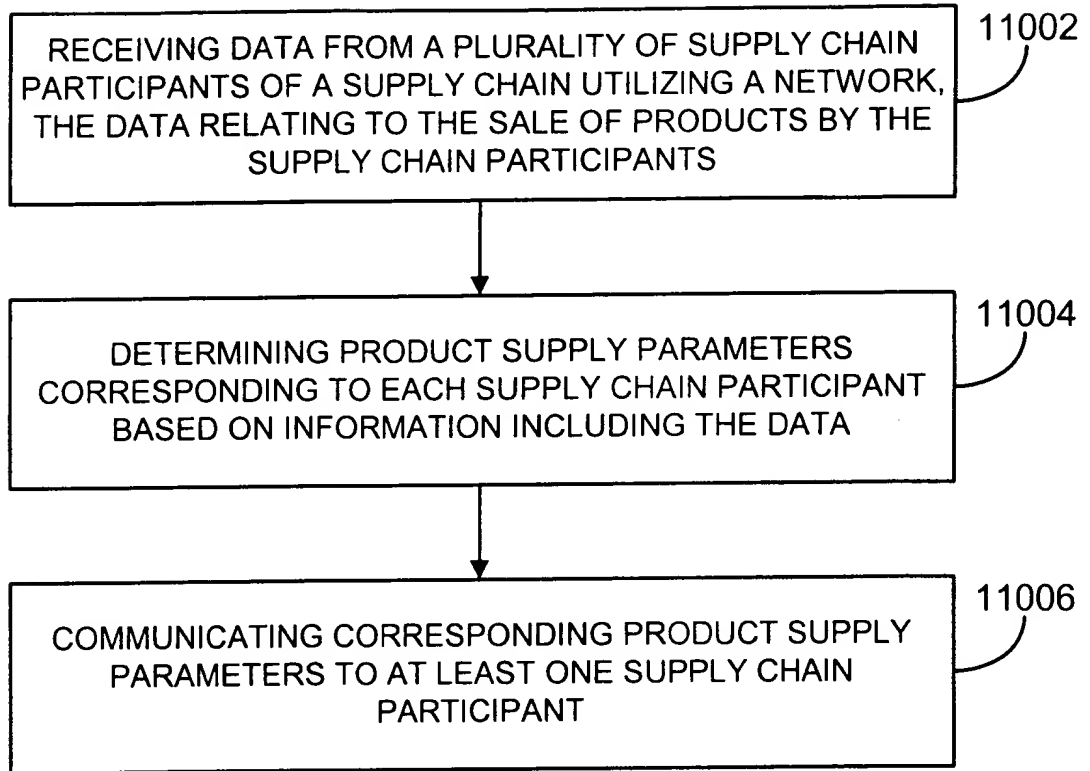 11002
RECEIVING DATA FROM A PLURALITY OF SUPPLY CHAIN
PARTICIPANTS OF A SUPPLY CHAIN UTILIZING A NETWORK,
THE DATA RELATING TO THE SALE OF PRODUCTS BY THE
SUPPLY CHAIN PARTICIPANTS
11004
DETERMINING PRODUCT SUPPLY PARAMETERS
CORRESPONDING TO EACH SUPPLY CHAIN PARTICIPANT
BASED ON INFORMATION INCLUDING THE DATA
11006
COMMUNICATING CORRESPONDING PRODUCT SUPPLY
PARAMETERS TO AT LEAST ONE SUPPLY CHAIN
PARTICIPANT